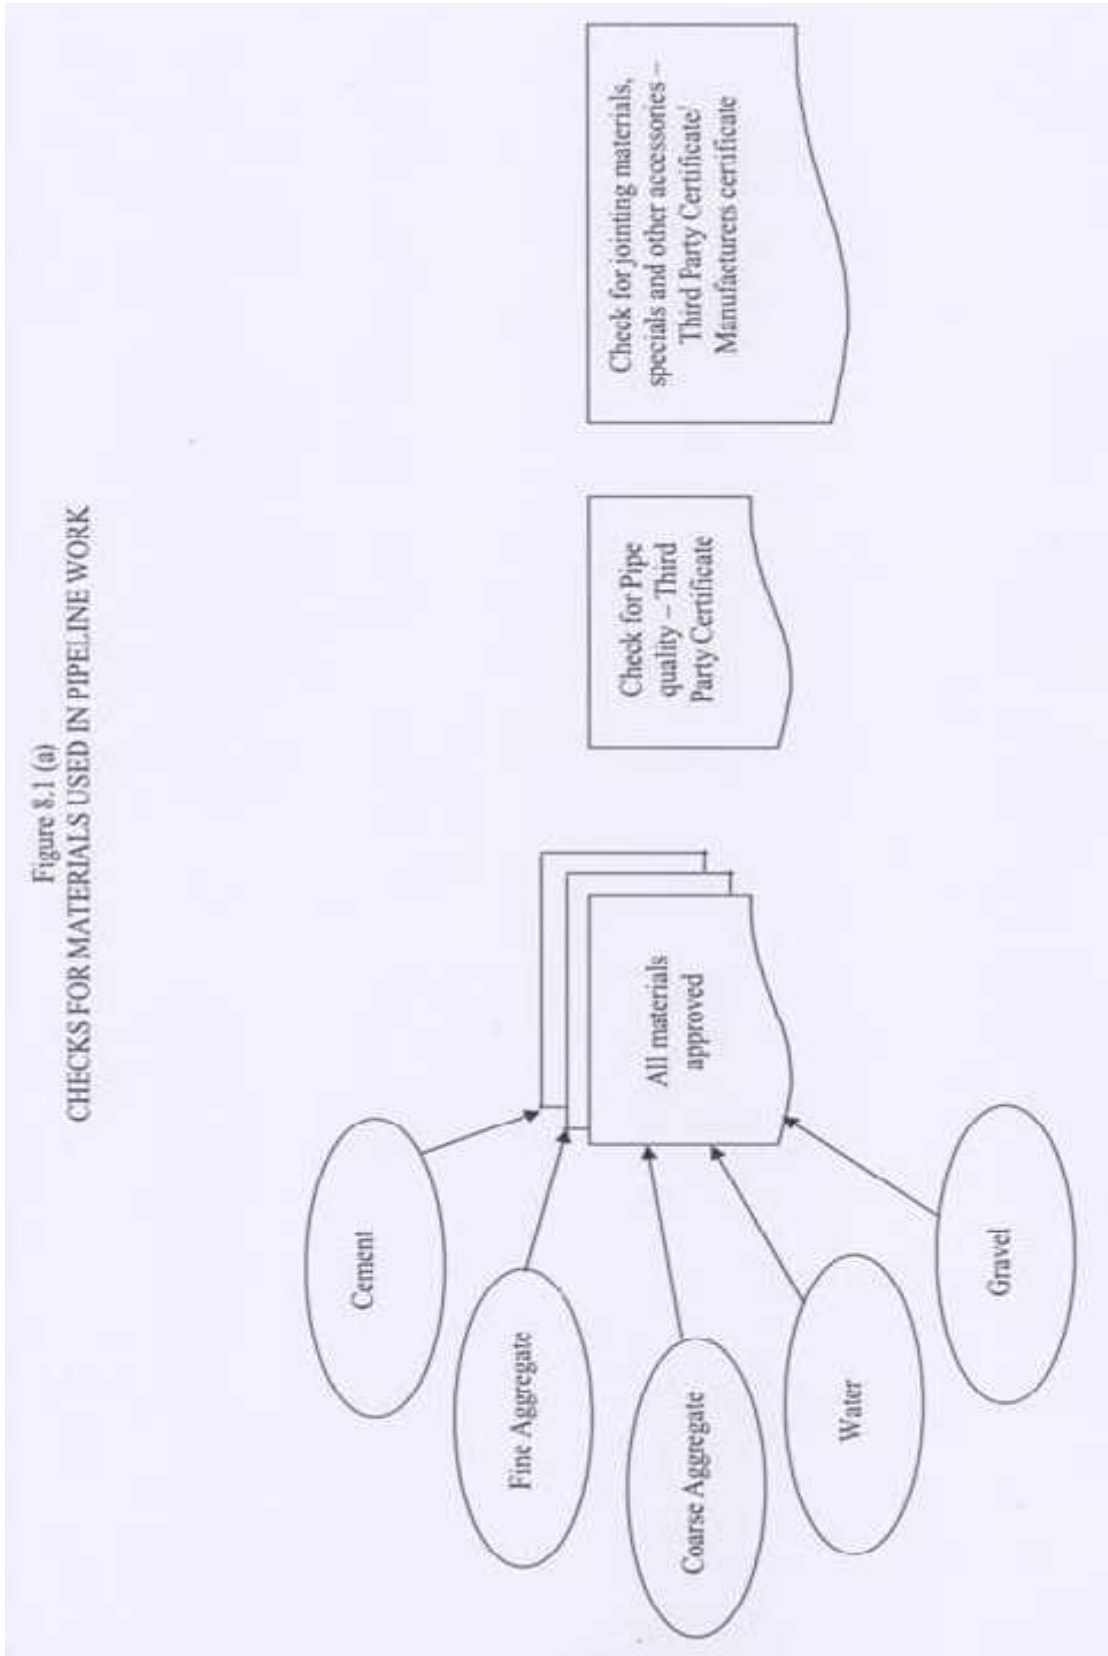 Figure 8.1 (a)
CHECKS FOR MATERIALS USED IN PIPELINE WORK
Cement
Fine Aggregate
Coarse Aggregate
Water
Gravel
All materials
approved
Check for Pipe
quality – Third
Party Certificate
Check for jointing materials,
specials and other accessories –
Third Party Certificate/
Manufacturers certificate